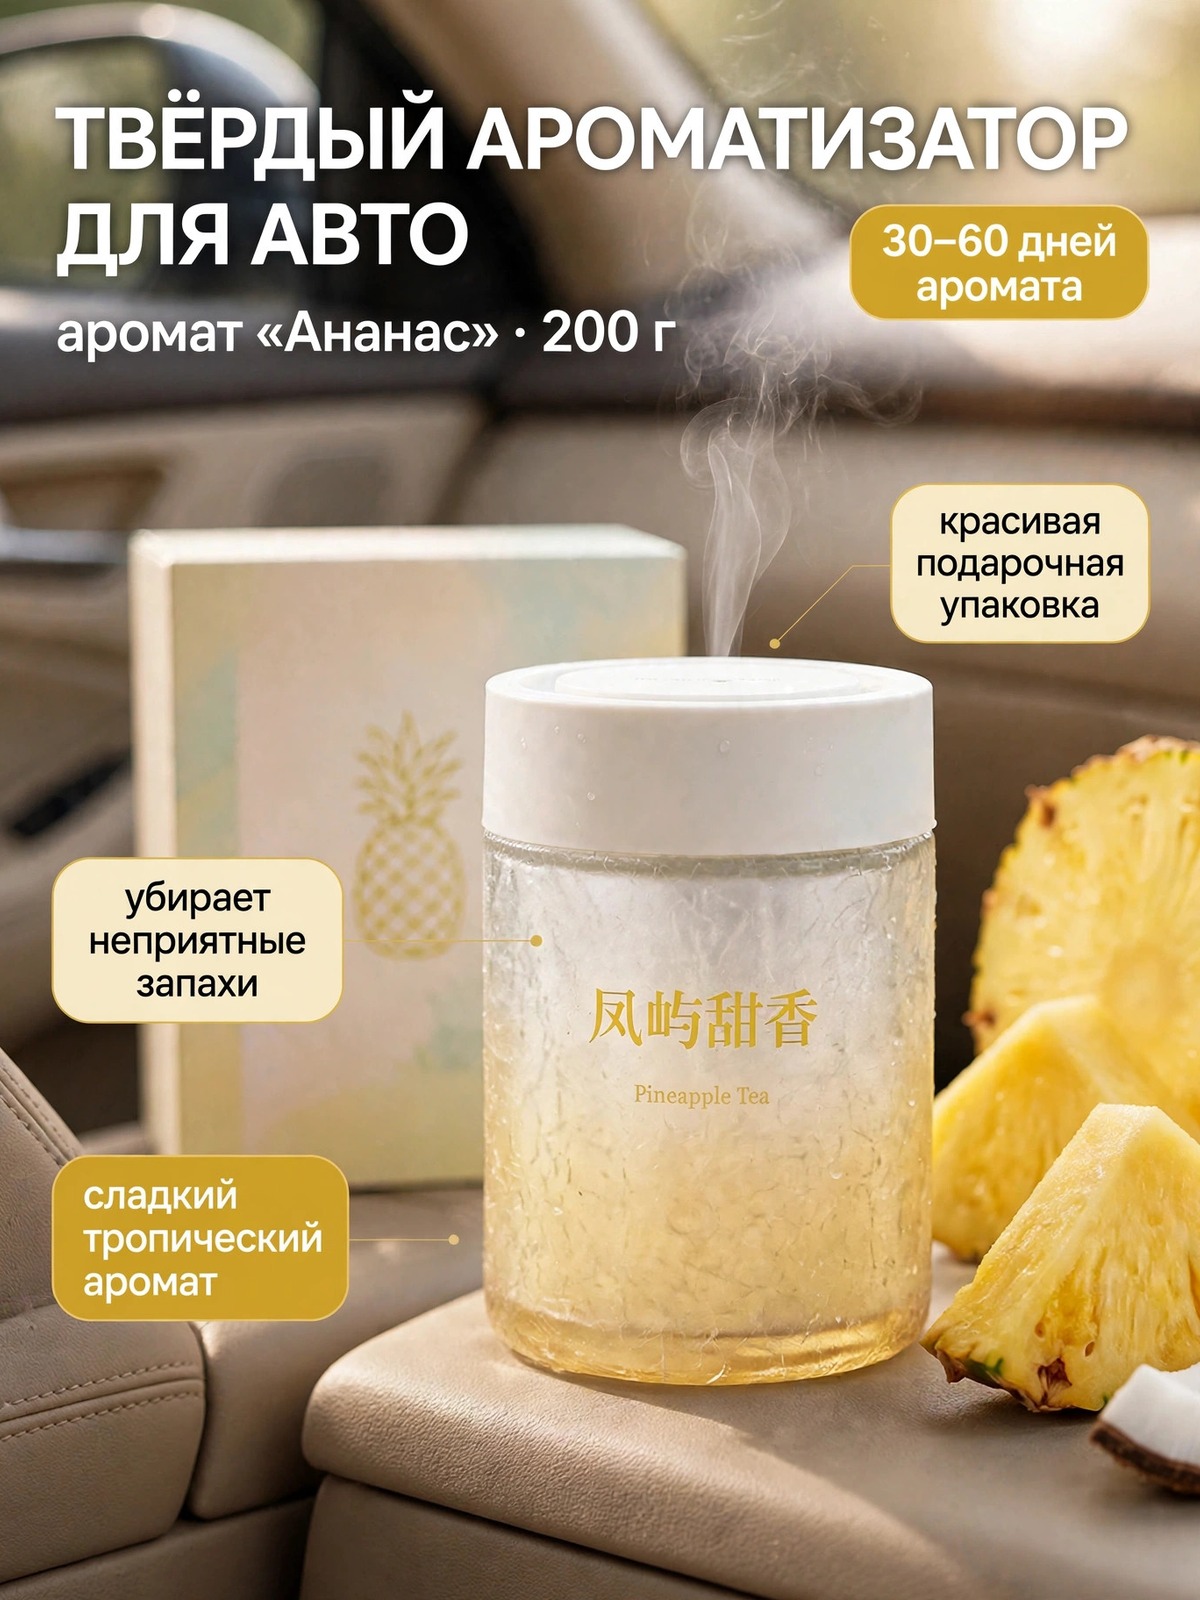 ТВЁРДЫЙ АРОМАТИЗАТОР
ДЛЯ АВТО
аромат «Ананас» · 200 г
30–60 дней
аромата
красивая
подарочная
упаковка
убирает
неприятные
запахи
凤屿甜香
Pineapple Tea
сладкий
тропический
аромат